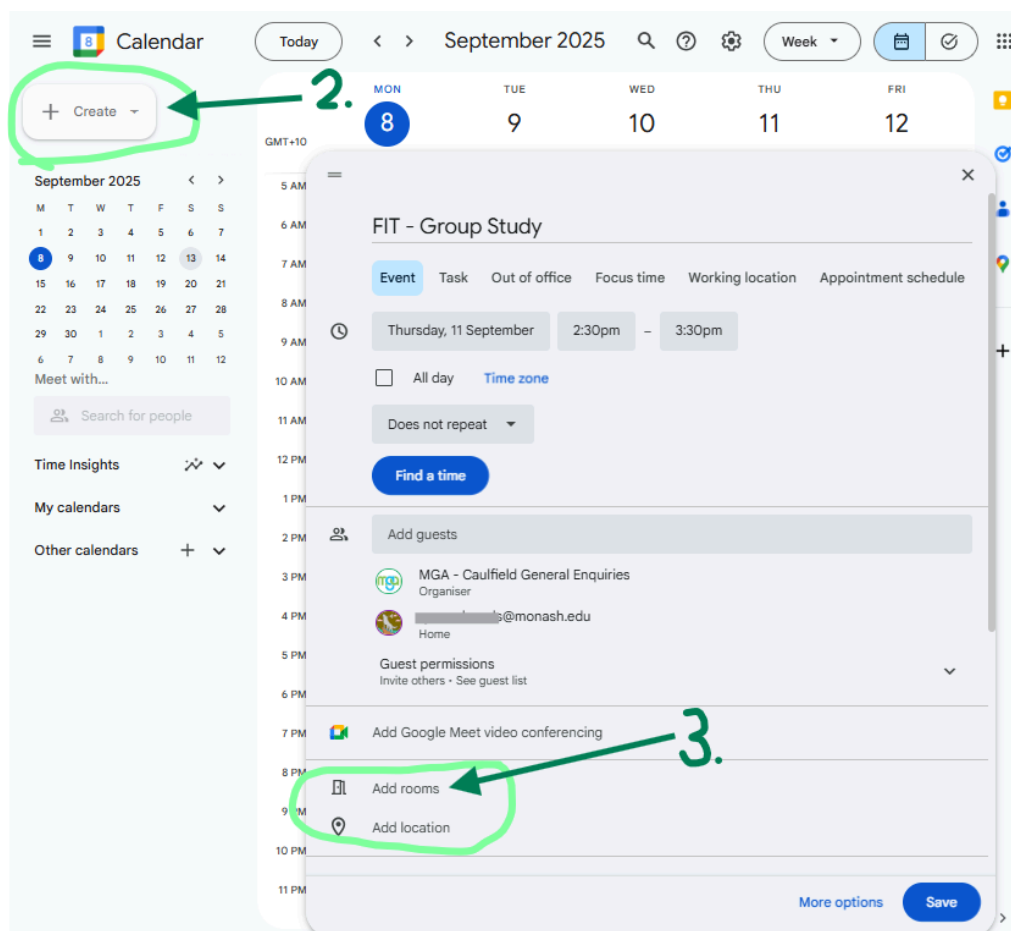 8 Calendar Today September 2025 Week
Create
2.
MON TUE WED THU FRI
8 9 10 11 12
GMT+10
September 2025
M T W T F S S
1 2 3 4 5 6 7
8 9 10 11 12 13 14
15 16 17 18 19 20 21
22 23 24 25 26 27 28
29 30 1 2 3 4 5
6 7 8 9 10 11 12
Meet with...
Search for people
Time Insights
My calendars
Other calendars
5 AM
6 AM
7 AM
8 AM
9 AM
10 AM
11 AM
12 PM
1 PM
2 PM
3 PM
4 PM
5 PM
6 PM
7 PM
8 PM
9 PM
10 PM
11 PM
FIT - Group Study
Event Task Out of office Focus time Working location Appointment schedule
Thursday, 11 September 2:30pm – 3:30pm
All day Time zone
Does not repeat
Find a time
Add guests
mga MGA - Caulfield General Enquiries
Organiser
s@monash.edu
Home
Guest permissions
Invite others • See guest list
Add Google Meet video conferencing
3.
Add rooms
Add location
More options Save